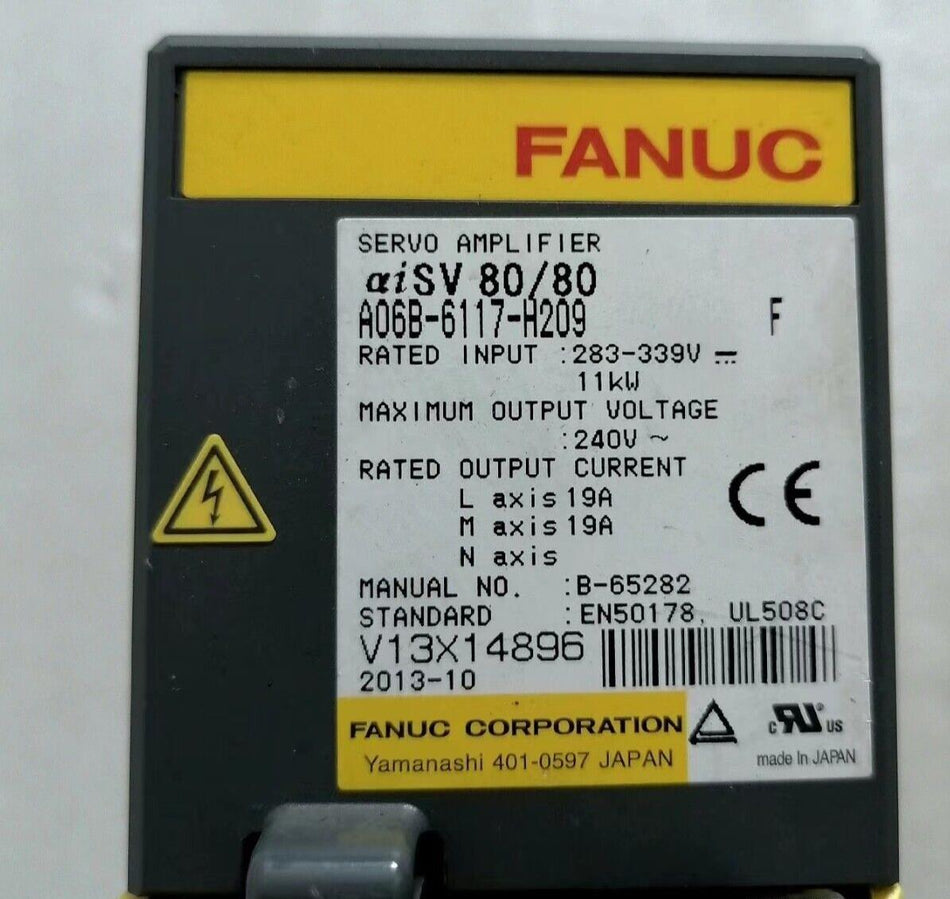 FANUC
SERVO AMPLIFIER
αiSV 80/80
A06B-6117-H209 F
RATED INPUT :283-339V ⎓
11kW
MAXIMUM OUTPUT VOLTAGE
:240V ~
RATED OUTPUT CURRENT
L axis 19A
M axis 19A
N axis
CE
MANUAL NO. :B-65282
STANDARD :EN50178, UL508C
V13X14896
2013-10
FANUC CORPORATION
Yamanashi 401-0597 JAPAN
c RU us
made In JAPAN